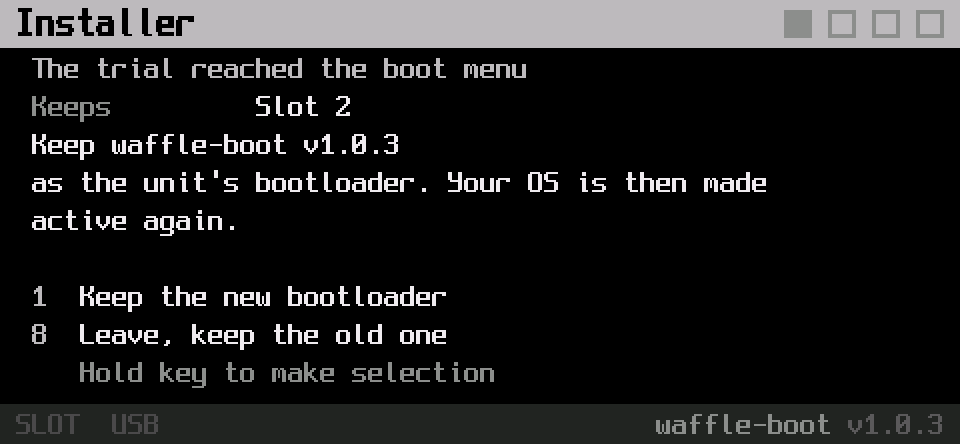 Installer
The trial reached the boot menu
Keeps Slot 2
Keep waffle-boot v1.0.3
as the unit's bootloader. Your OS is then made
active again.
1 Keep the new bootloader
8 Leave, keep the old one
Hold key to make selection
SLOT USB waffle-boot v1.0.3